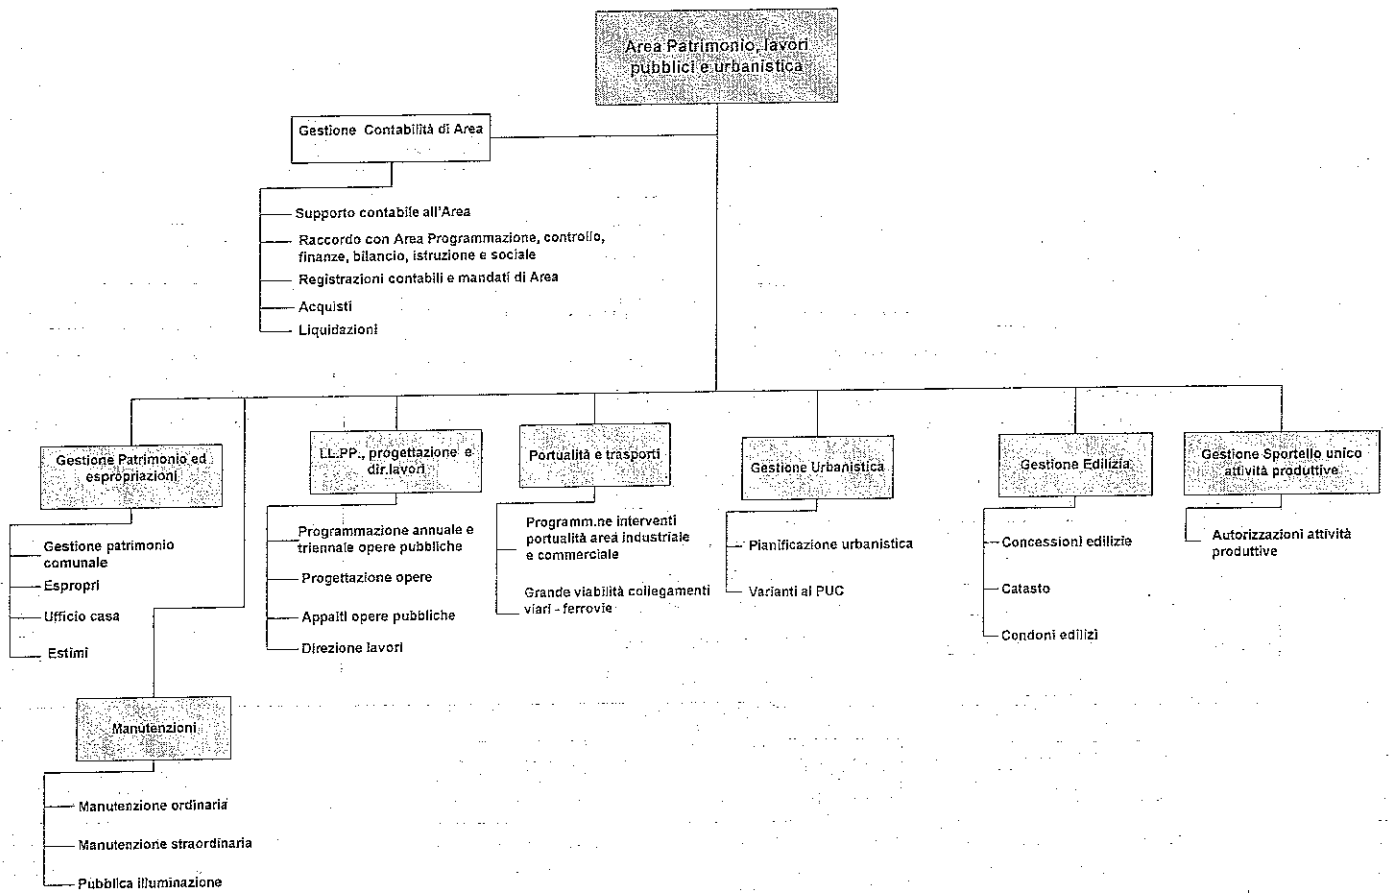 Area Patrimonio, lavori
pubblici e urbanistica
Gestione Contabilità di Area
Supporto contabile all'Area
Raccordo con Area Programmazione, controllo,
finanze, bilancio, istruzione e sociale
Registrazioni contabili e mandati di Area
Acquisti
Liquidazioni
Gestione Patrimonio ed
espropriazioni
Gestione patrimonio
comunale
Espropri
Ufficio casa
Estimi
LL.PP., progettazione e
dir.lavori
Programmazione annuale e
triennale opere pubbliche
Progettazione opere
Appalti opere pubbliche
Direzione lavori
Portualità e trasporti
Programm.ne interventi
portualità area industriale
e commerciale
Grande viabilità collegamenti
viari - ferrovie
Gestione Urbanistica
Pianificazione urbanistica
Varianti al PUC
Gestione Edilizia
Concessioni edilizie
Catasto
Condoni edilizi
Gestione Sportello unico
attività produttive
Autorizzazioni attività
produttive
Manutenzioni
Manutenzione ordinaria
Manutenzione straordinaria
Pubblica illuminazione